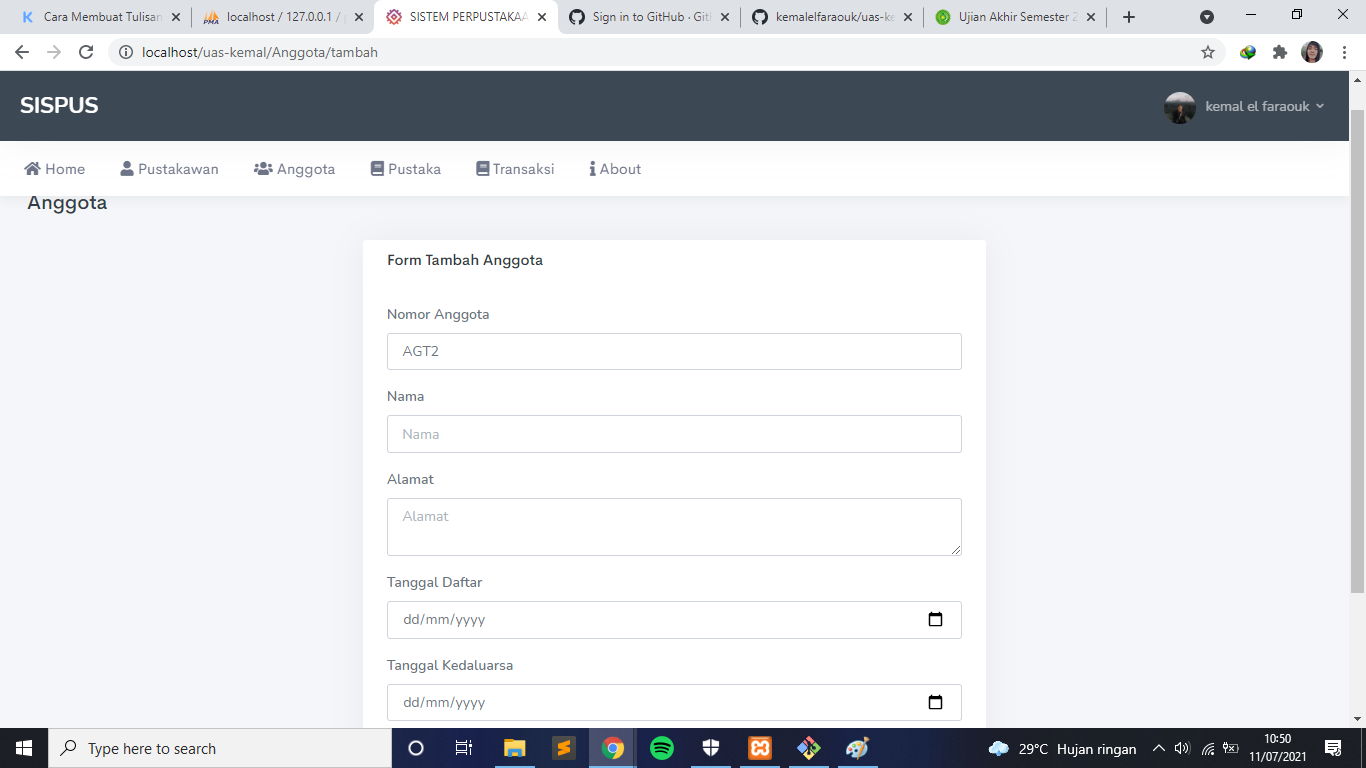 Cara Membuat Tulisan
localhost / 127.0.0.1 /
SISTEM PERPUSTAKAA
Sign in to GitHub · Git
kemalelfaraouk/uas-ke
Ujian Akhir Semester 2
localhost/uas-kemal/Anggota/tambah
SISPUS
kemal el faraouk
Home
Pustakawan
Anggota
Pustaka
Transaksi
About
Anggota
Form Tambah Anggota
Nomor Anggota
AGT2
Nama
Nama
Alamat
Alamat
Tanggal Daftar
dd/mm/yyyy
Tanggal Kedaluarsa
dd/mm/yyyy
Type here to search
29°C Hujan ringan
10:50
11/07/2021